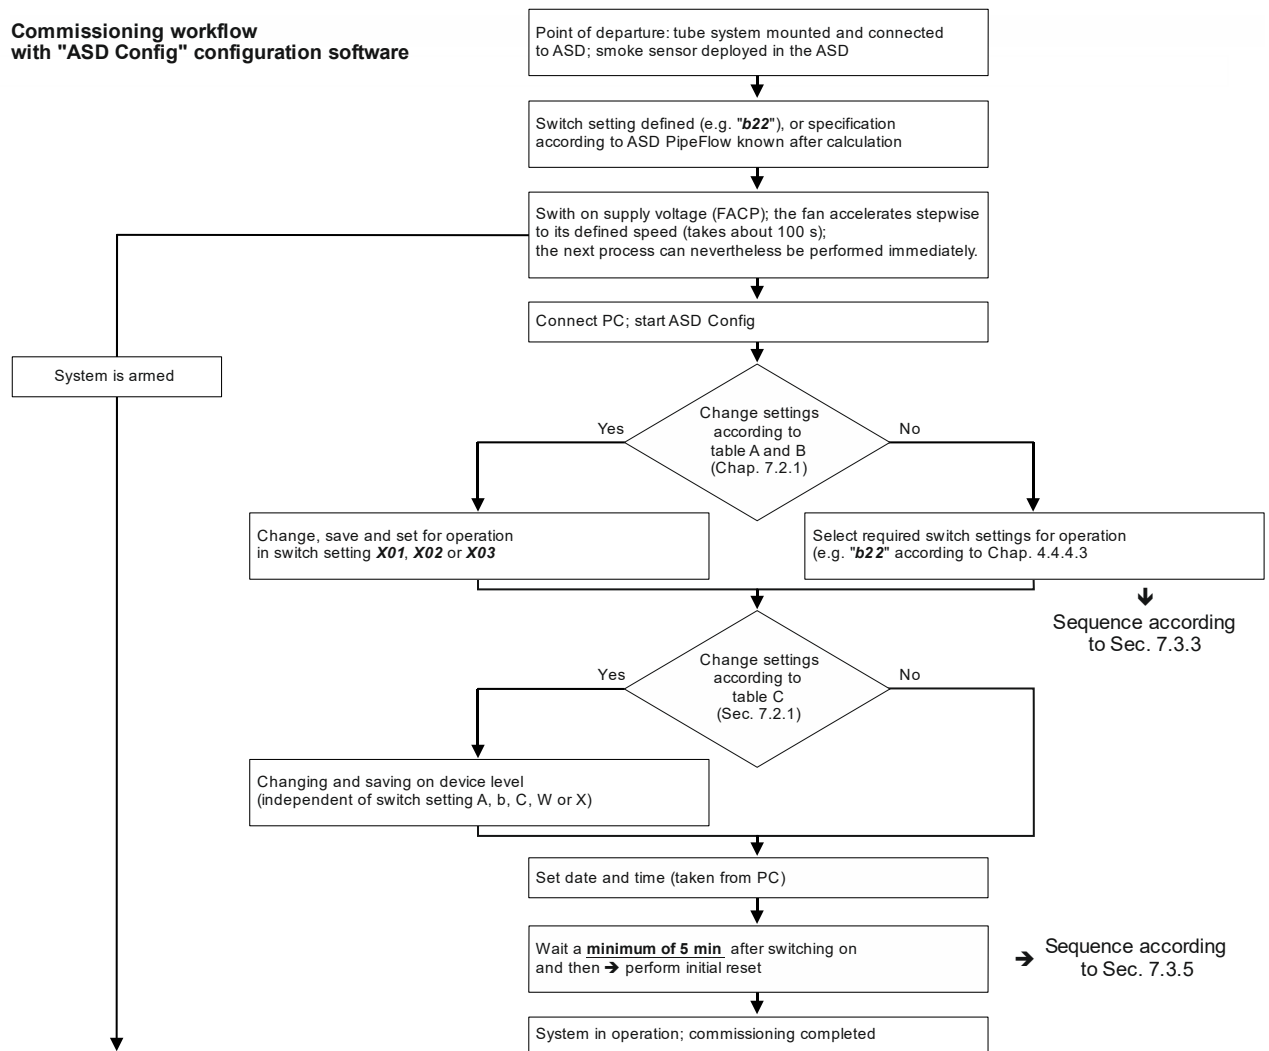 Commissioning workflow
with "ASD Config" configuration software
Point of departure: tube system mounted and connected
to ASD; smoke sensor deployed in the ASD
Switch setting defined (e.g. "b22"), or specification
according to ASD PipeFlow known after calculation
Swith on supply voltage (FACP); the fan accelerates stepwise
to its defined speed (takes about 100 s);
the next process can nevertheless be performed immediately.
Connect PC; start ASD Config
System is armed
Change settings
according to
table A and B
(Chap. 7.2.1)
Yes
No
Change, save and set for operation
in switch setting X01, X02 or X03
Select required switch settings for operation
(e.g. "b22" according to Chap. 4.4.4.3
Sequence according
to Sec. 7.3.3
Change settings
according to
table C
(Sec. 7.2.1)
Yes
No
Changing and saving on device level
(independent of switch setting A, b, C, W or X)
Set date and time (taken from PC)
Wait a minimum of 5 min after switching on
and then ➔ perform initial reset
Sequence according
to Sec. 7.3.5
System in operation; commissioning completed